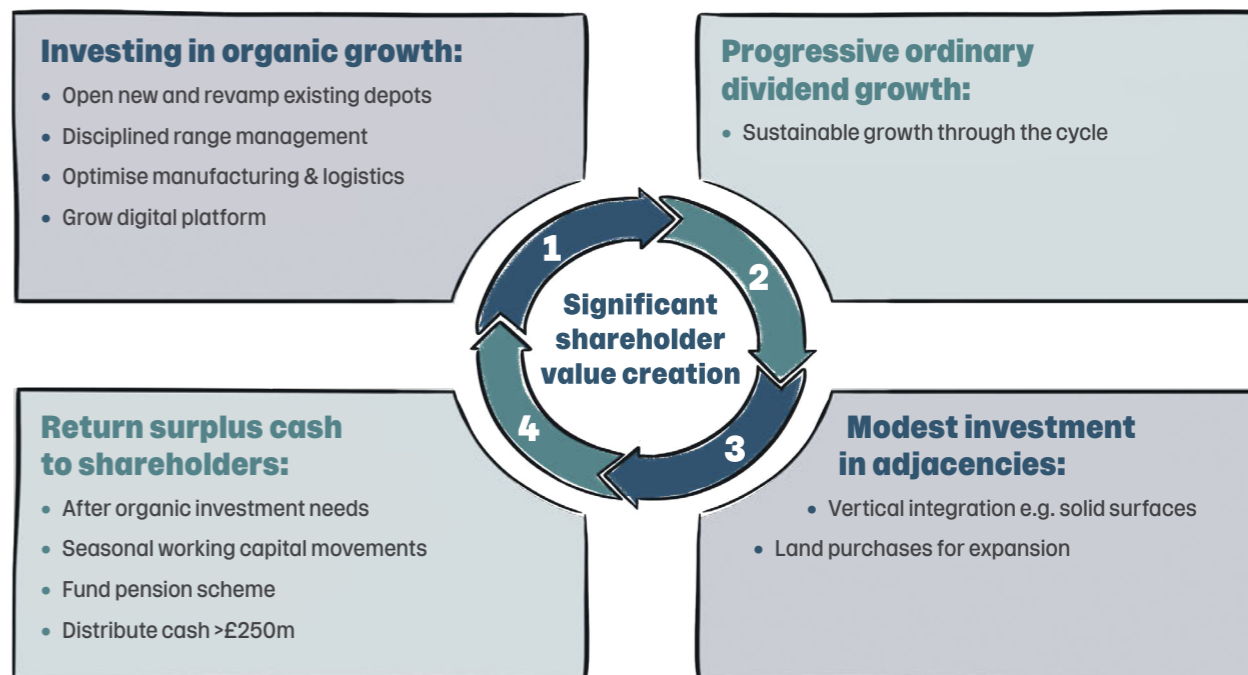 Investing in organic growth:
• Open new and revamp existing depots
• Disciplined range management
• Optimise manufacturing & logistics
• Grow digital platform
Progressive ordinary
dividend growth:
• Sustainable growth through the cycle
1
2
3
4
Significant
shareholder
value creation
Return surplus cash
to shareholders:
• After organic investment needs
• Seasonal working capital movements
• Fund pension scheme
• Distribute cash >£250m
Modest investment
in adjacencies:
• Vertical integration e.g. solid surfaces
• Land purchases for expansion